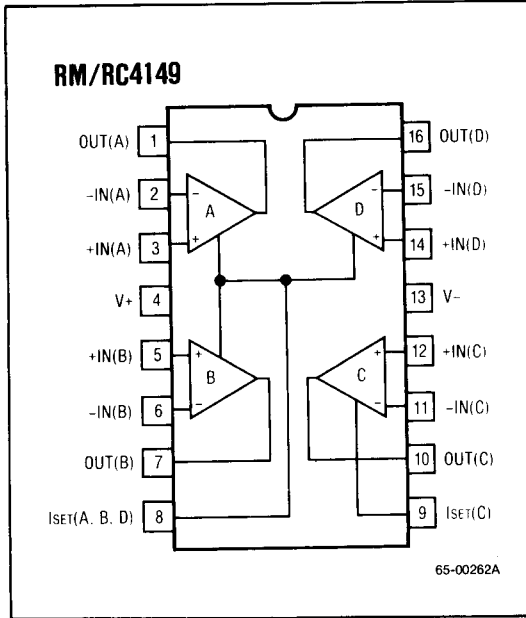 RM/RC4149
OUT(A) 1
16 OUT(D)
-IN(A) 2
- A
- D
15 -IN(D)
+IN(A) 3
+
+
14 +IN(D)
V+ 4
13 V-
+IN(B) 5
+ B
+ C
12 +IN(C)
-IN(B) 6
-
-
11 -IN(C)
OUT(B) 7
10 OUT(C)
ISET(A. B. D) 8
9 ISET(C)
65-00262A